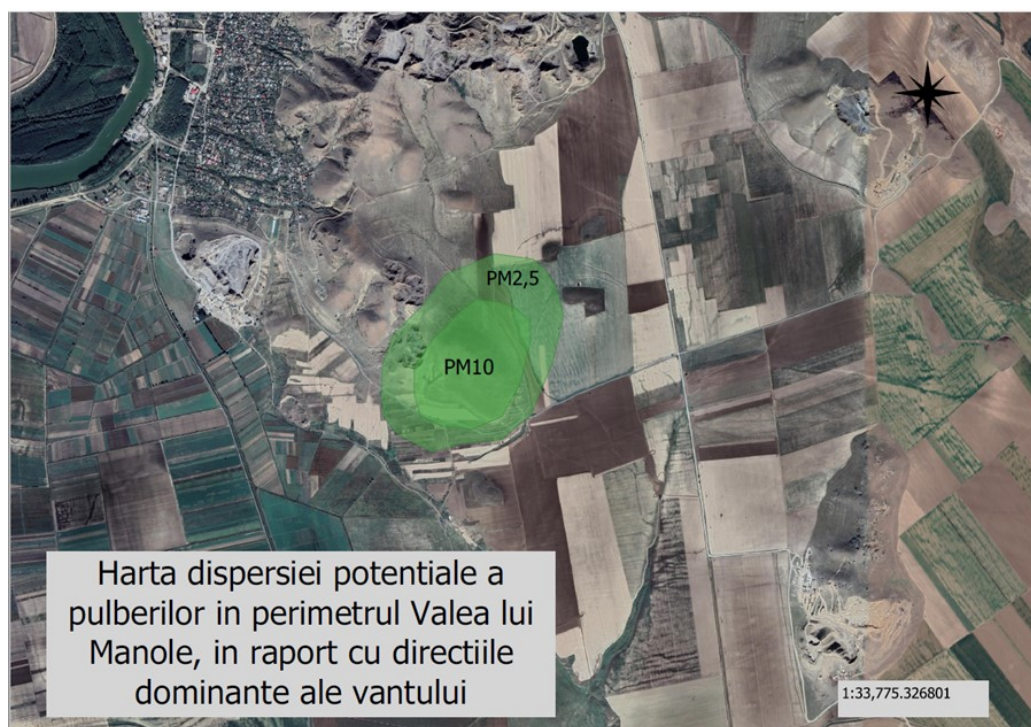 PM2,5
PM10
Harta dispersiei potentiale a
pulberilor in perimetrul Valea lui
Manole, in raport cu directiile
dominante ale vantului
1:33,775.326801